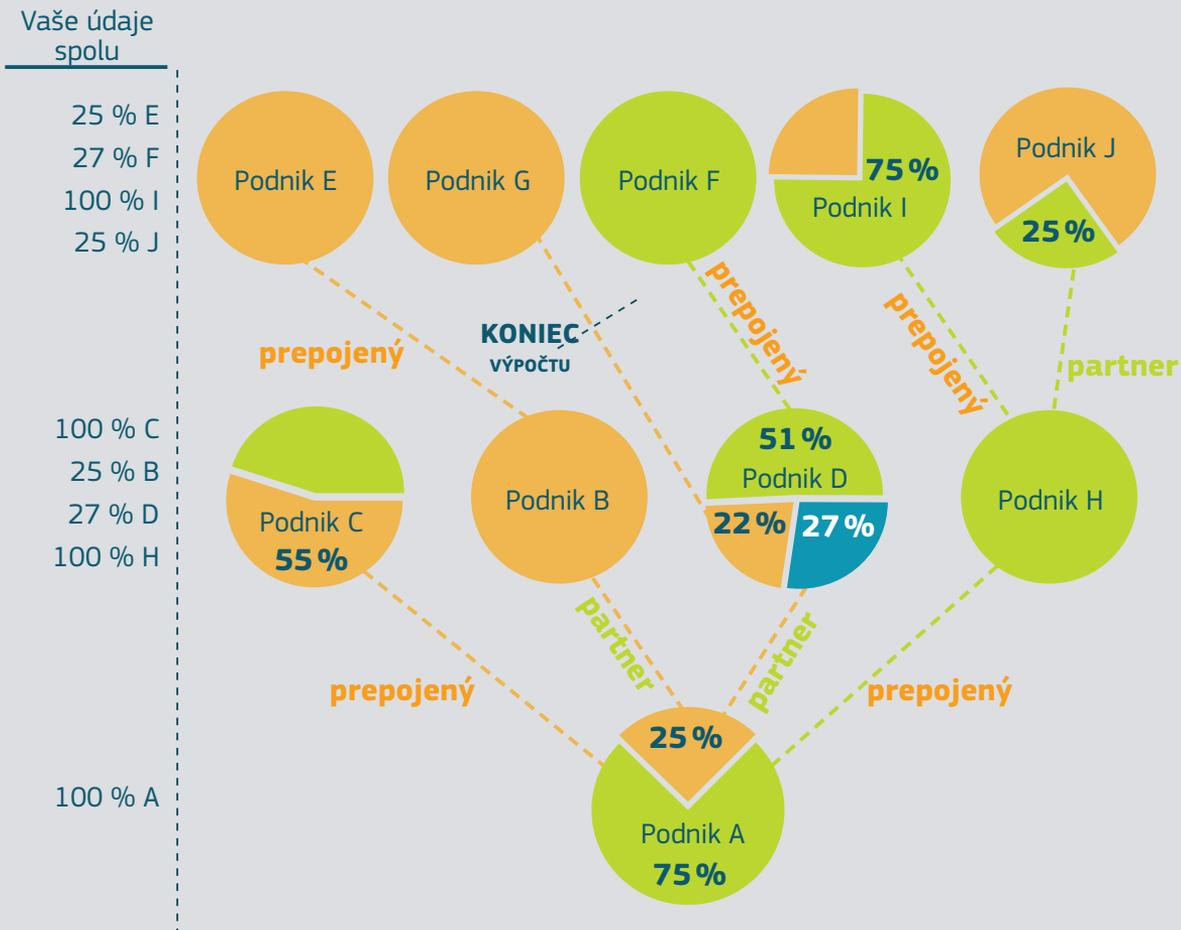 Vaše údaje
spolu
25 % E
27 % F
100 % I
25 % J
Podnik E
Podnik G
Podnik F
75 %
Podnik I
Podnik J
25 %
prepojený
KONIEC
VÝPOČTU
prepojený
prepojený
partner
100 % C
25 % B
27 % D
100 % H
Podnik C
55 %
Podnik B
51 %
Podnik D
22 %
27 %
Podnik H
prepojený
partner
partner
prepojený
100 % A
25 %
Podnik A
75 %